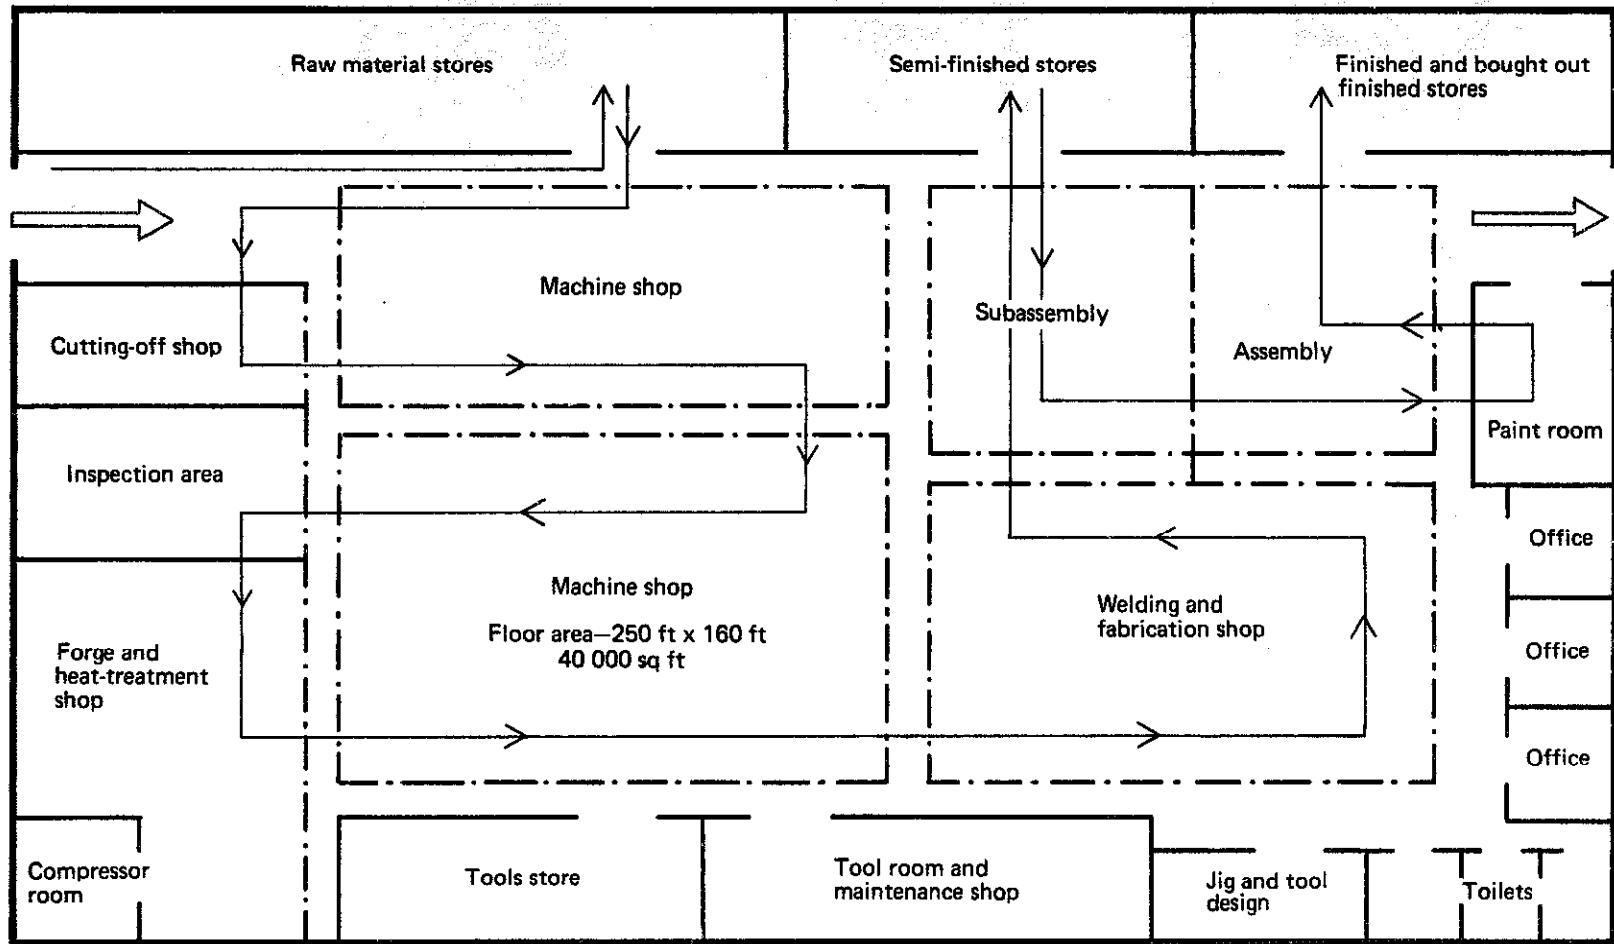 Raw material stores
Semi-finished stores
Finished and bought out
finished stores
Machine shop
Subassembly
Cutting-off shop
Assembly
Paint room
Inspection area
Office
Machine shop
Welding and
fabrication shop
Floor area—250 ft x 160 ft
40 000 sq ft
Forge and
heat-treatment
shop
Office
Office
Compressor
room
Tools store
Tool room and
maintenance shop
Jig and tool
design
Toilets